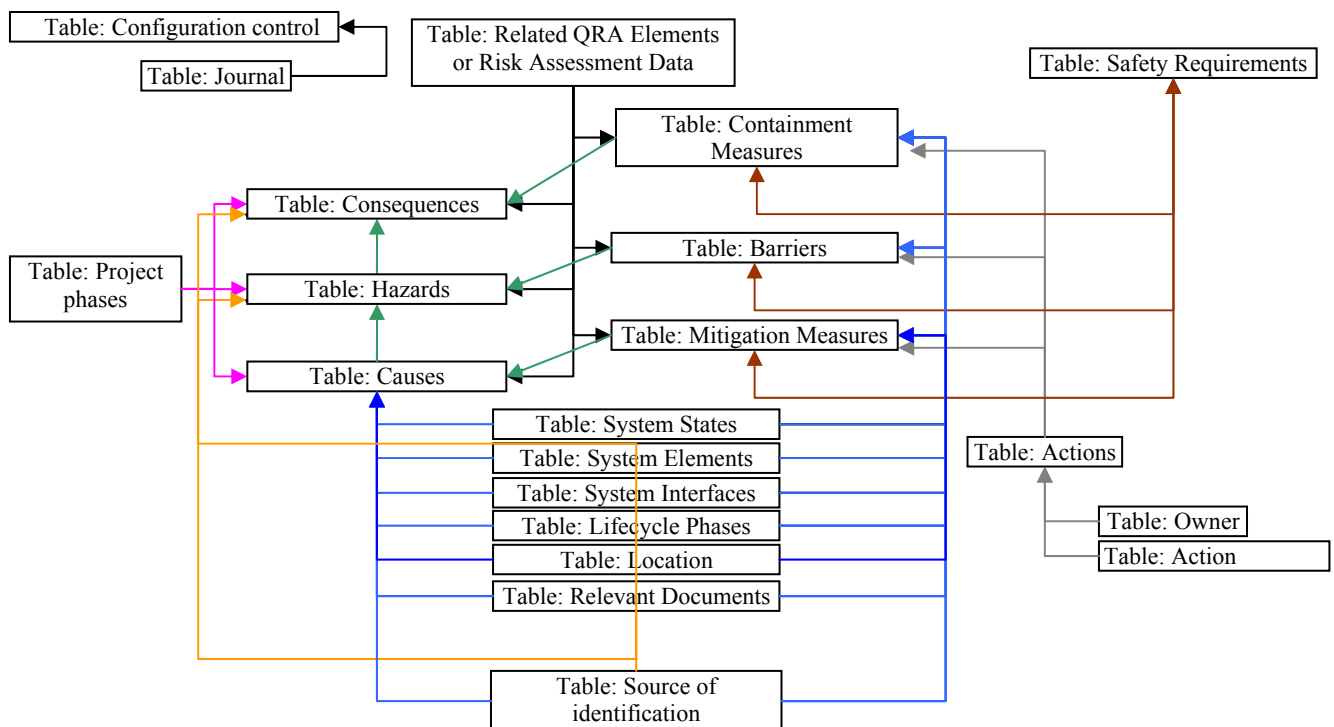 Table: Configuration control
Table: Journal
Table: Related QRA Elements
or Risk Assessment Data
Table: Safety Requirements
Table: Containment
Measures
Table: Consequences
Table: Barriers
Table: Project
phases
Table: Hazards
Table: Mitigation Measures
Table: Causes
Table: System States
Table: System Elements
Table: System Interfaces
Table: Lifecycle Phases
Table: Location
Table: Relevant Documents
Table: Actions
Table: Owner
Table: Action
Table: Source of
identification